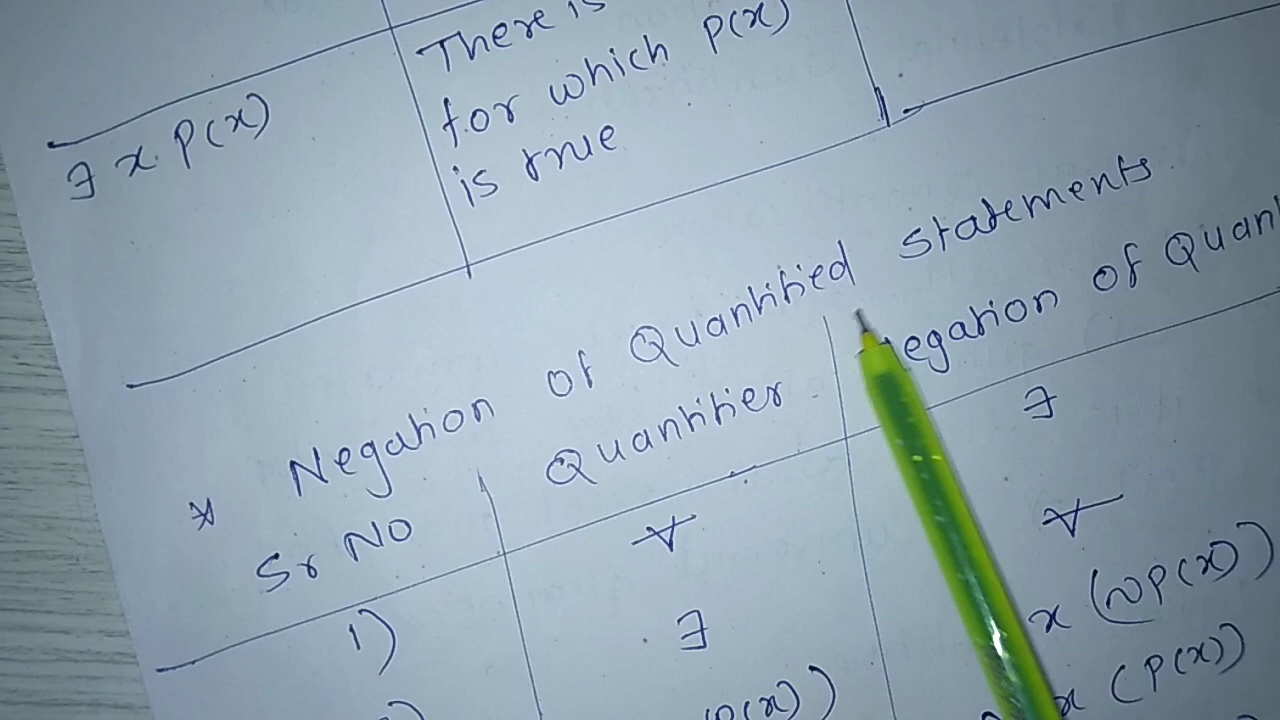 There is
for which P(x)
is true
∃ x P(x)
* Negation of Quantified Statements
Sr No Quantifier Negation of Quan
1) ∀ ∃
∃ ∀
x (~P(x))
x (P(x))